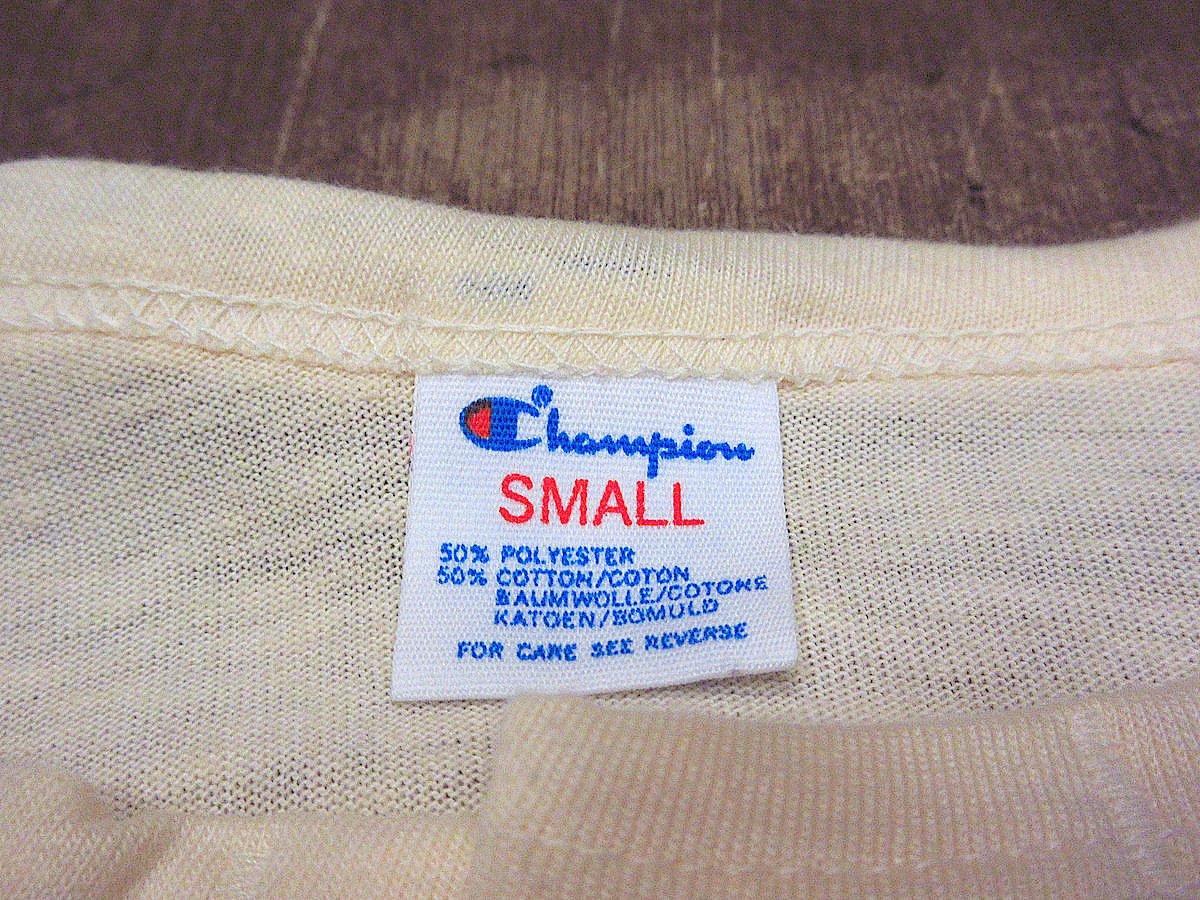 Champion
SMALL
50% POLYESTER
50% COTTON/COTON
BAUMWOLLE/COTONE
KATOEN/BOMULD
FOR CARE SEE REVERSE